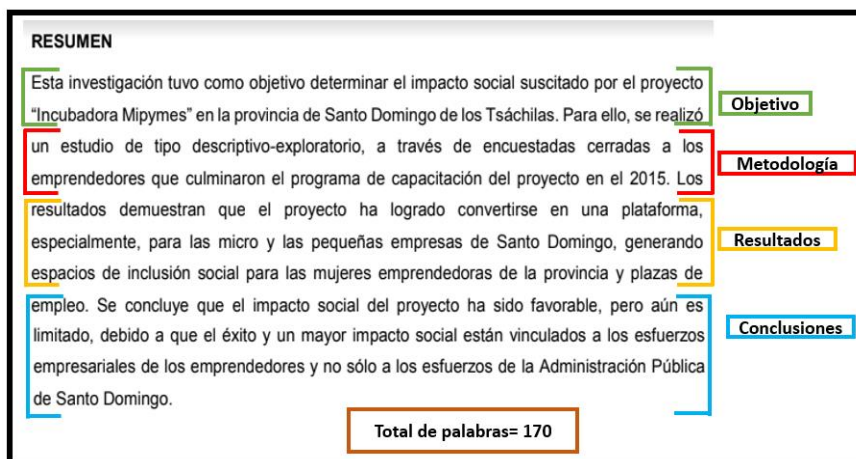 RESUMEN
Esta investigación tuvo como objetivo determinar el impacto social suscitado por el proyecto
“Incubadora Mipymes” en la provincia de Santo Domingo de los Tsáchilas. Para ello, se realizó
Objetivo
un estudio de tipo descriptivo-exploratorio, a través de encuestadas cerradas a los
emprendedores que culminaron el programa de capacitación del proyecto en el 2015. Los
Metodología
resultados demuestran que el proyecto ha logrado convertirse en una plataforma,
especialmente, para las micro y las pequeñas empresas de Santo Domingo, generando
espacios de inclusión social para las mujeres emprendedoras de la provincia y plazas de
Resultados
empleo. Se concluye que el impacto social del proyecto ha sido favorable, pero aún es
limitado, debido a que el éxito y un mayor impacto social están vinculados a los esfuerzos
empresariales de los emprendedores y no sólo a los esfuerzos de la Administración Pública
de Santo Domingo.
Conclusiones
Total de palabras= 170